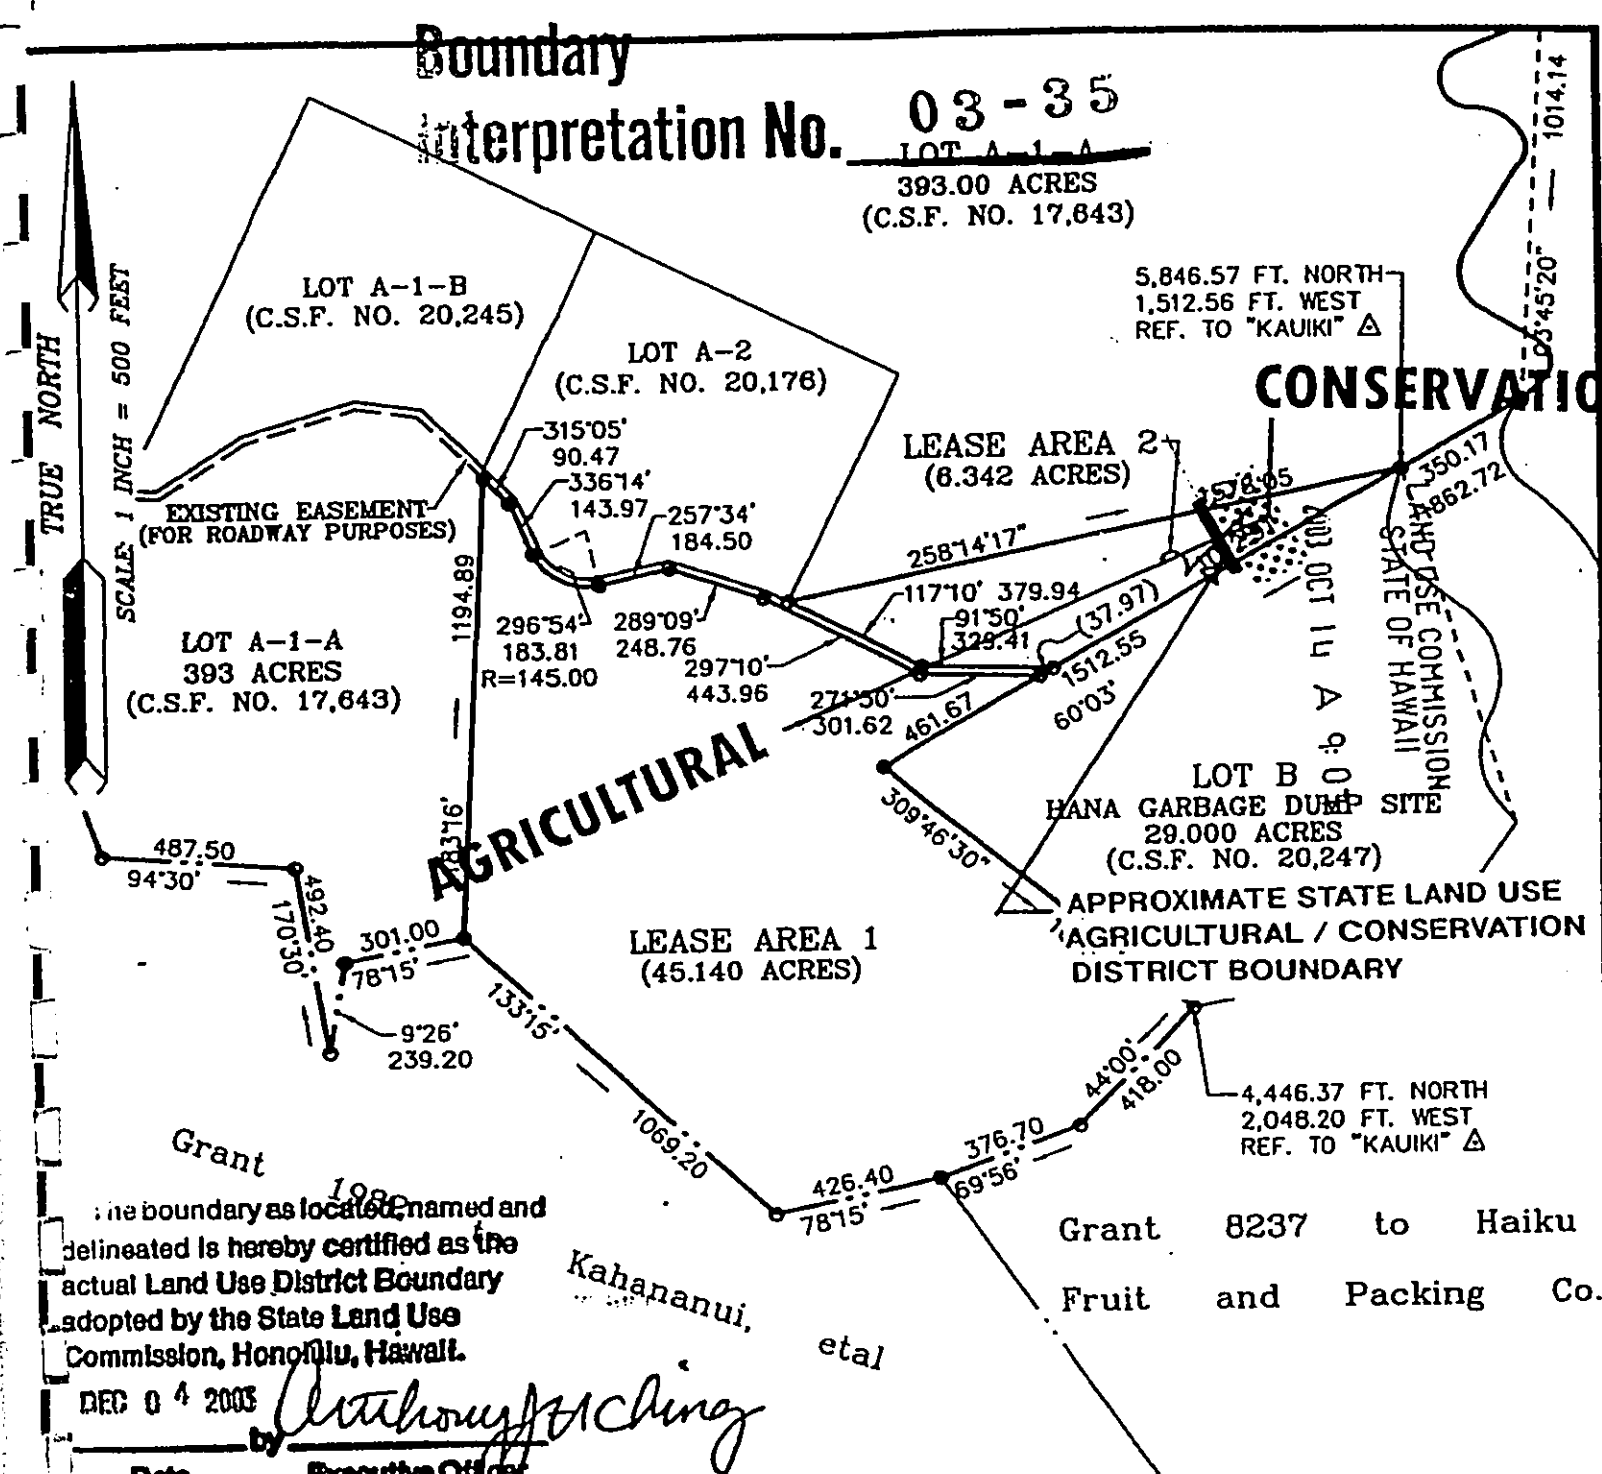 Boundary
Interpretation No. 03-35
LOT A-1-A
393.00 ACRES
(C.S.F. NO. 17,643)
1014.14
03°45'20"
TRUE NORTH
SCALE: 1 INCH = 500 FEET
LOT A-1-B
(C.S.F. NO. 20,245)
LOT A-2
(C.S.F. NO. 20,176)
5,846.57 FT. NORTH
1,512.56 FT. WEST
REF. TO "KAUIKI"
CONSERVATIO
LEASE AREA 2
(6.342 ACRES)
350.17
4862.72
1578.05
315°05'
90.47
336°14'
143.97
EXISTING EASEMENT
(FOR ROADWAY PURPOSES)
257°34'
184.50
258°14'17"
1194.89
183°16'
117°10' 379.94
91°50'
329.41
(37.97)
296°54'
183.81
R=145.00
289°09'
248.76
297°10'
443.96
271°50'
301.62
461.67
1512.55
60°03'
2003 OCT 14 A 9:
LAND USE COMMISSION
STATE OF HAWAII
LOT A-1-A
393 ACRES
(C.S.F. NO. 17,643)
AGRICULTURAL
LOT B
HANA GARBAGE DUMP SITE
29.000 ACRES
(C.S.F. NO. 20,247)
309°46'30"
487.50
94°30'
492.40
170°30'
301.00
78°15'
9°26'
239.20
133°15'
1069.20
LEASE AREA 1
(45.140 ACRES)
APPROXIMATE STATE LAND USE
AGRICULTURAL / CONSERVATION
DISTRICT BOUNDARY
44°00'
418.00
4,446.37 FT. NORTH
2,048.20 FT. WEST
REF. TO "KAUIKI"
376.70
69°56'
426.40
78°15'
Grant
Kahananui,
etal
Grant 8237 to Haiku
Fruit and Packing Co.
he boundary as located, named and
delineated is hereby certified as the
actual Land Use District Boundary
adopted by the State Land Use
Commission, Honolulu, Hawaii.
DEC 04 2003
by Anthony J. H. Ching
Date Executive Officer